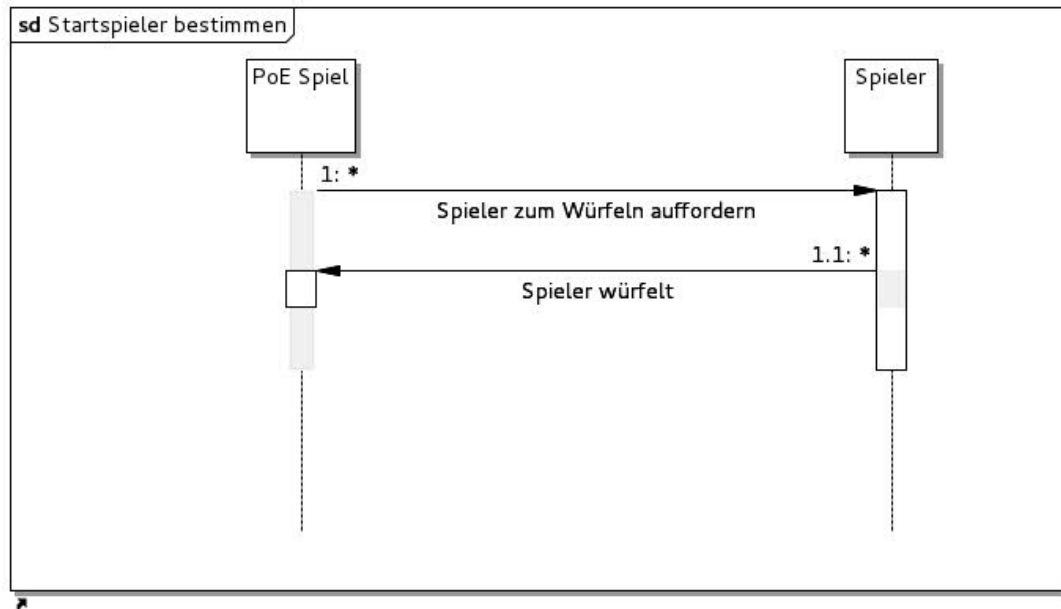 sd Startspieler bestimmen
PoE Spiel
Spieler
1: *
Spieler zum Würfeln auffordern
1.1: *
Spieler würfelt